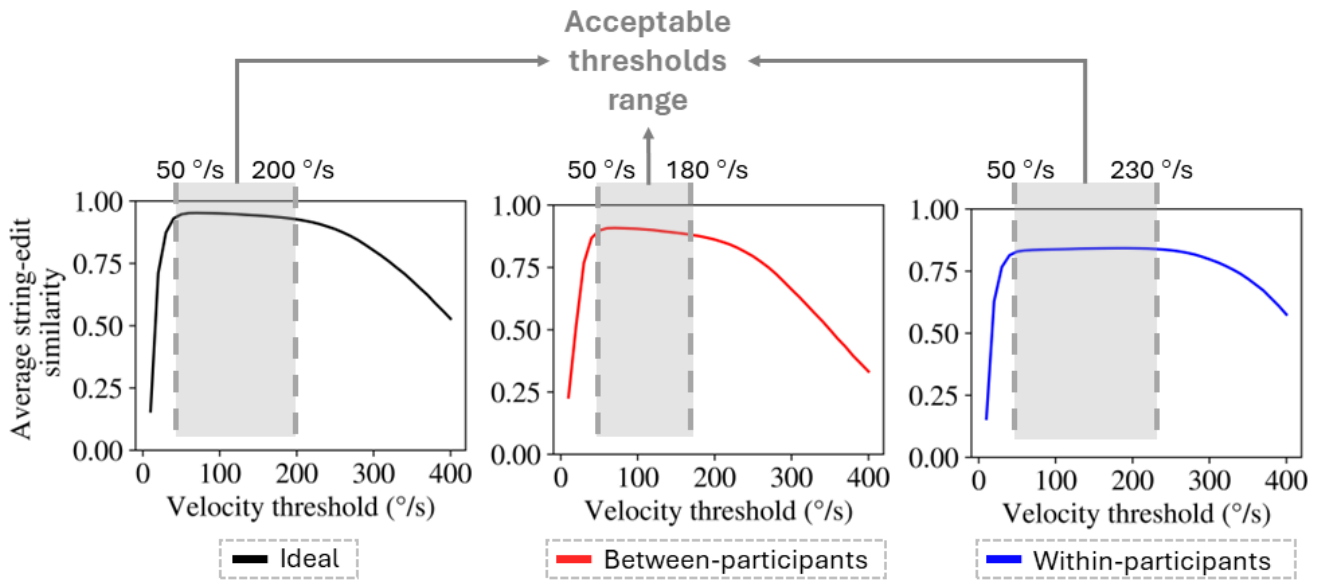 Acceptable
thresholds
range
50 °/s 200 °/s
50 °/s 180 °/s
50 °/s 230 °/s
Average string-edit
similarity
1.00
0.75
0.50
0.25
0.00
0 100 200 300 400
Velocity threshold (°/s)
Ideal
1.00
0.75
0.50
0.25
0.00
0 100 200 300 400
Velocity threshold (°/s)
Between-participants
1.00
0.75
0.50
0.25
0.00
0 100 200 300 400
Velocity threshold (°/s)
Within-participants